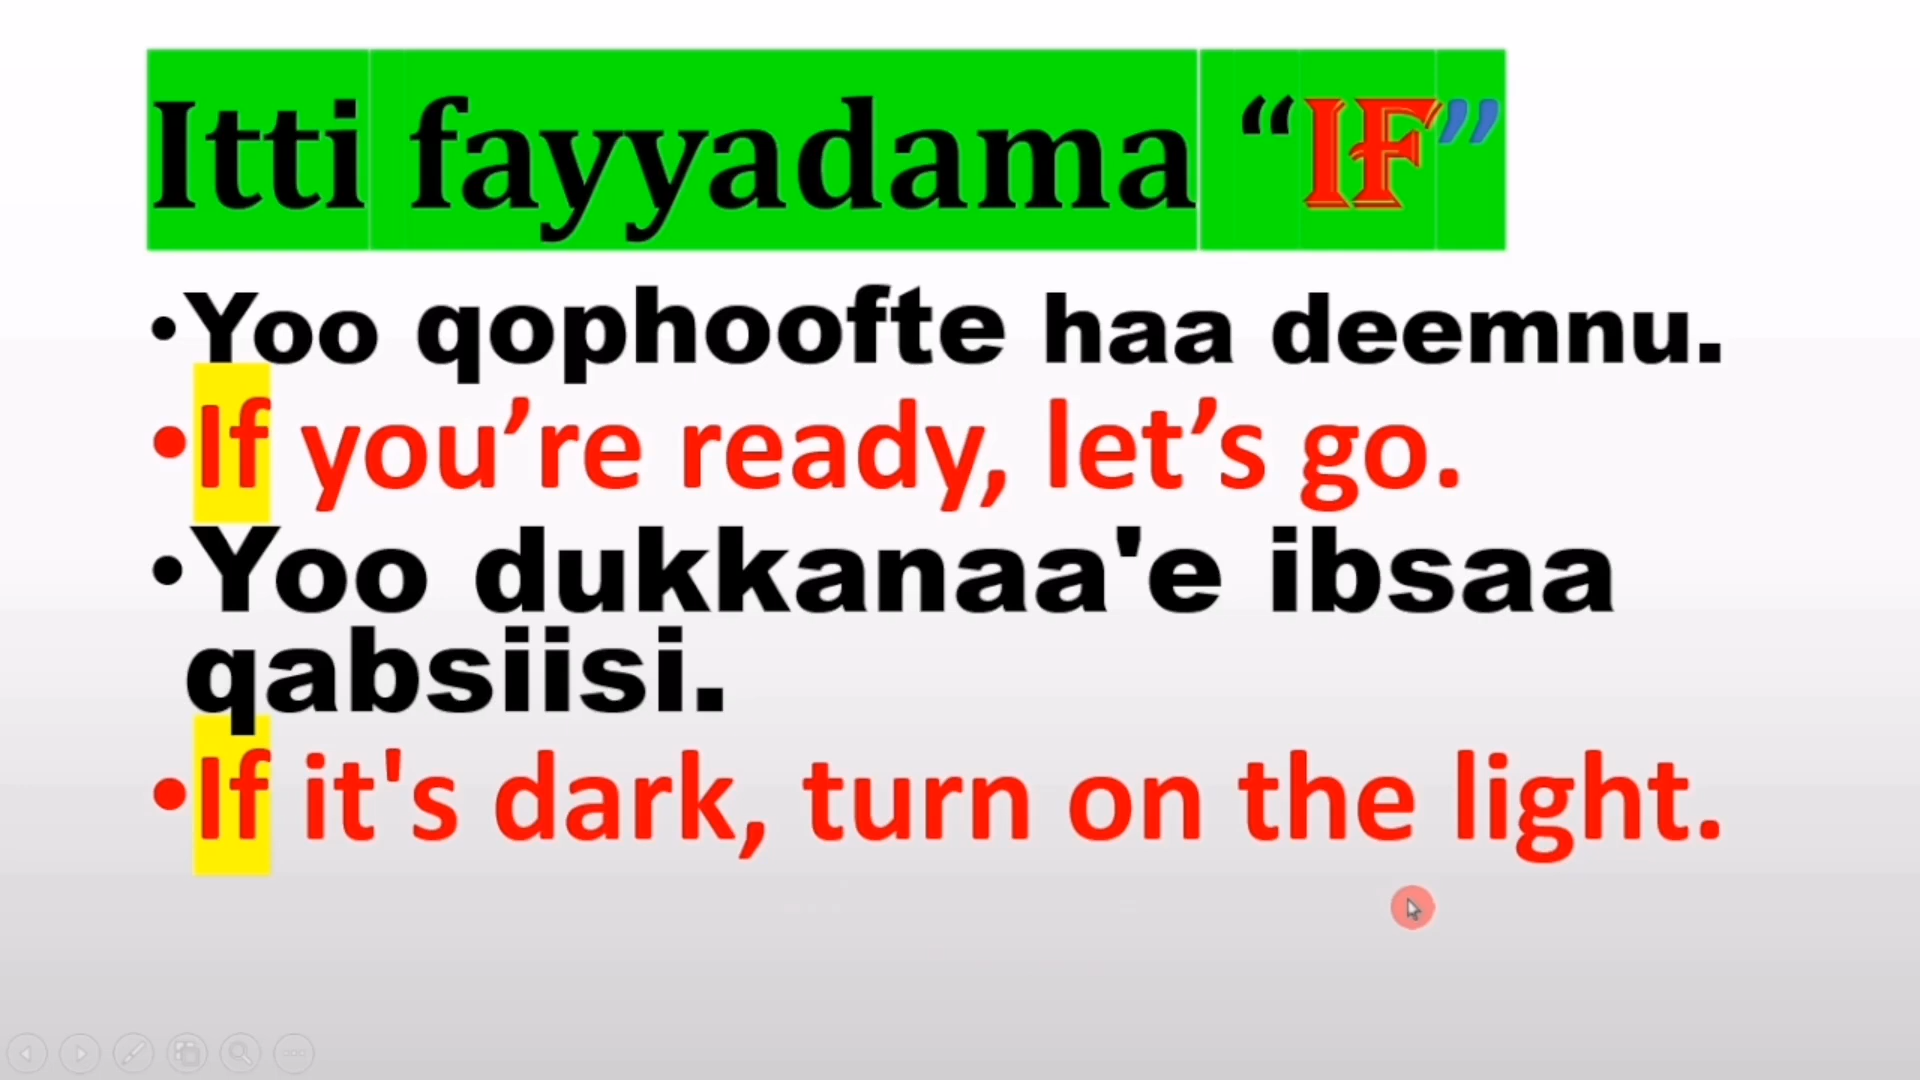 Itti fayyadama “IF”
•Yoo qophoofte haa deemnu.
•If you’re ready, let’s go.
•Yoo dukkanaa'e ibsaa
qabsiisi.
•If it's dark, turn on the light.